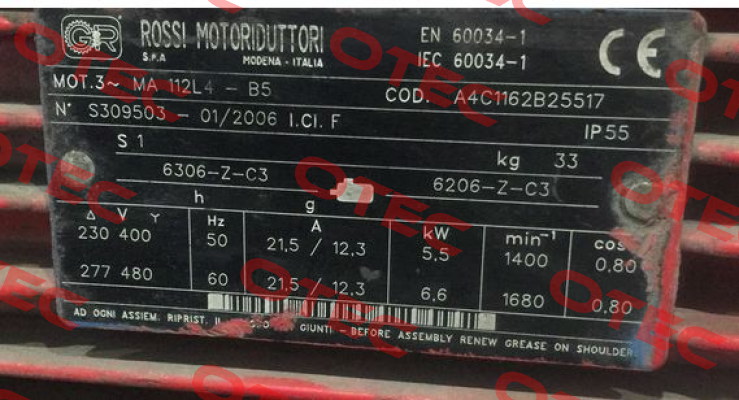 GR ROSSI MOTORIDUTTORI
S.P.A MODENA - ITALIA
EN 60034-1
IEC 60034-1
CE
MOT.3~ MA 112L4 - B5
COD. A4C1162B25517
N° S309503 - 01/2006 I.Cl. F
IP55
S 1
kg 33
6306-Z-C3 6206-Z-C3
h g
Δ V Y Hz A kW min⁻¹ cos
230 400 50 21,5 / 12,3 5,5 1400 0,80
277 480 60 21,5 / 12,3 6,6 1680 0,80
AD OGNI ASSIEM. RIPRIST. GIUNTI - BEFORE ASSEMBLY RENEW GREASE ON SHOULDER
OTEC